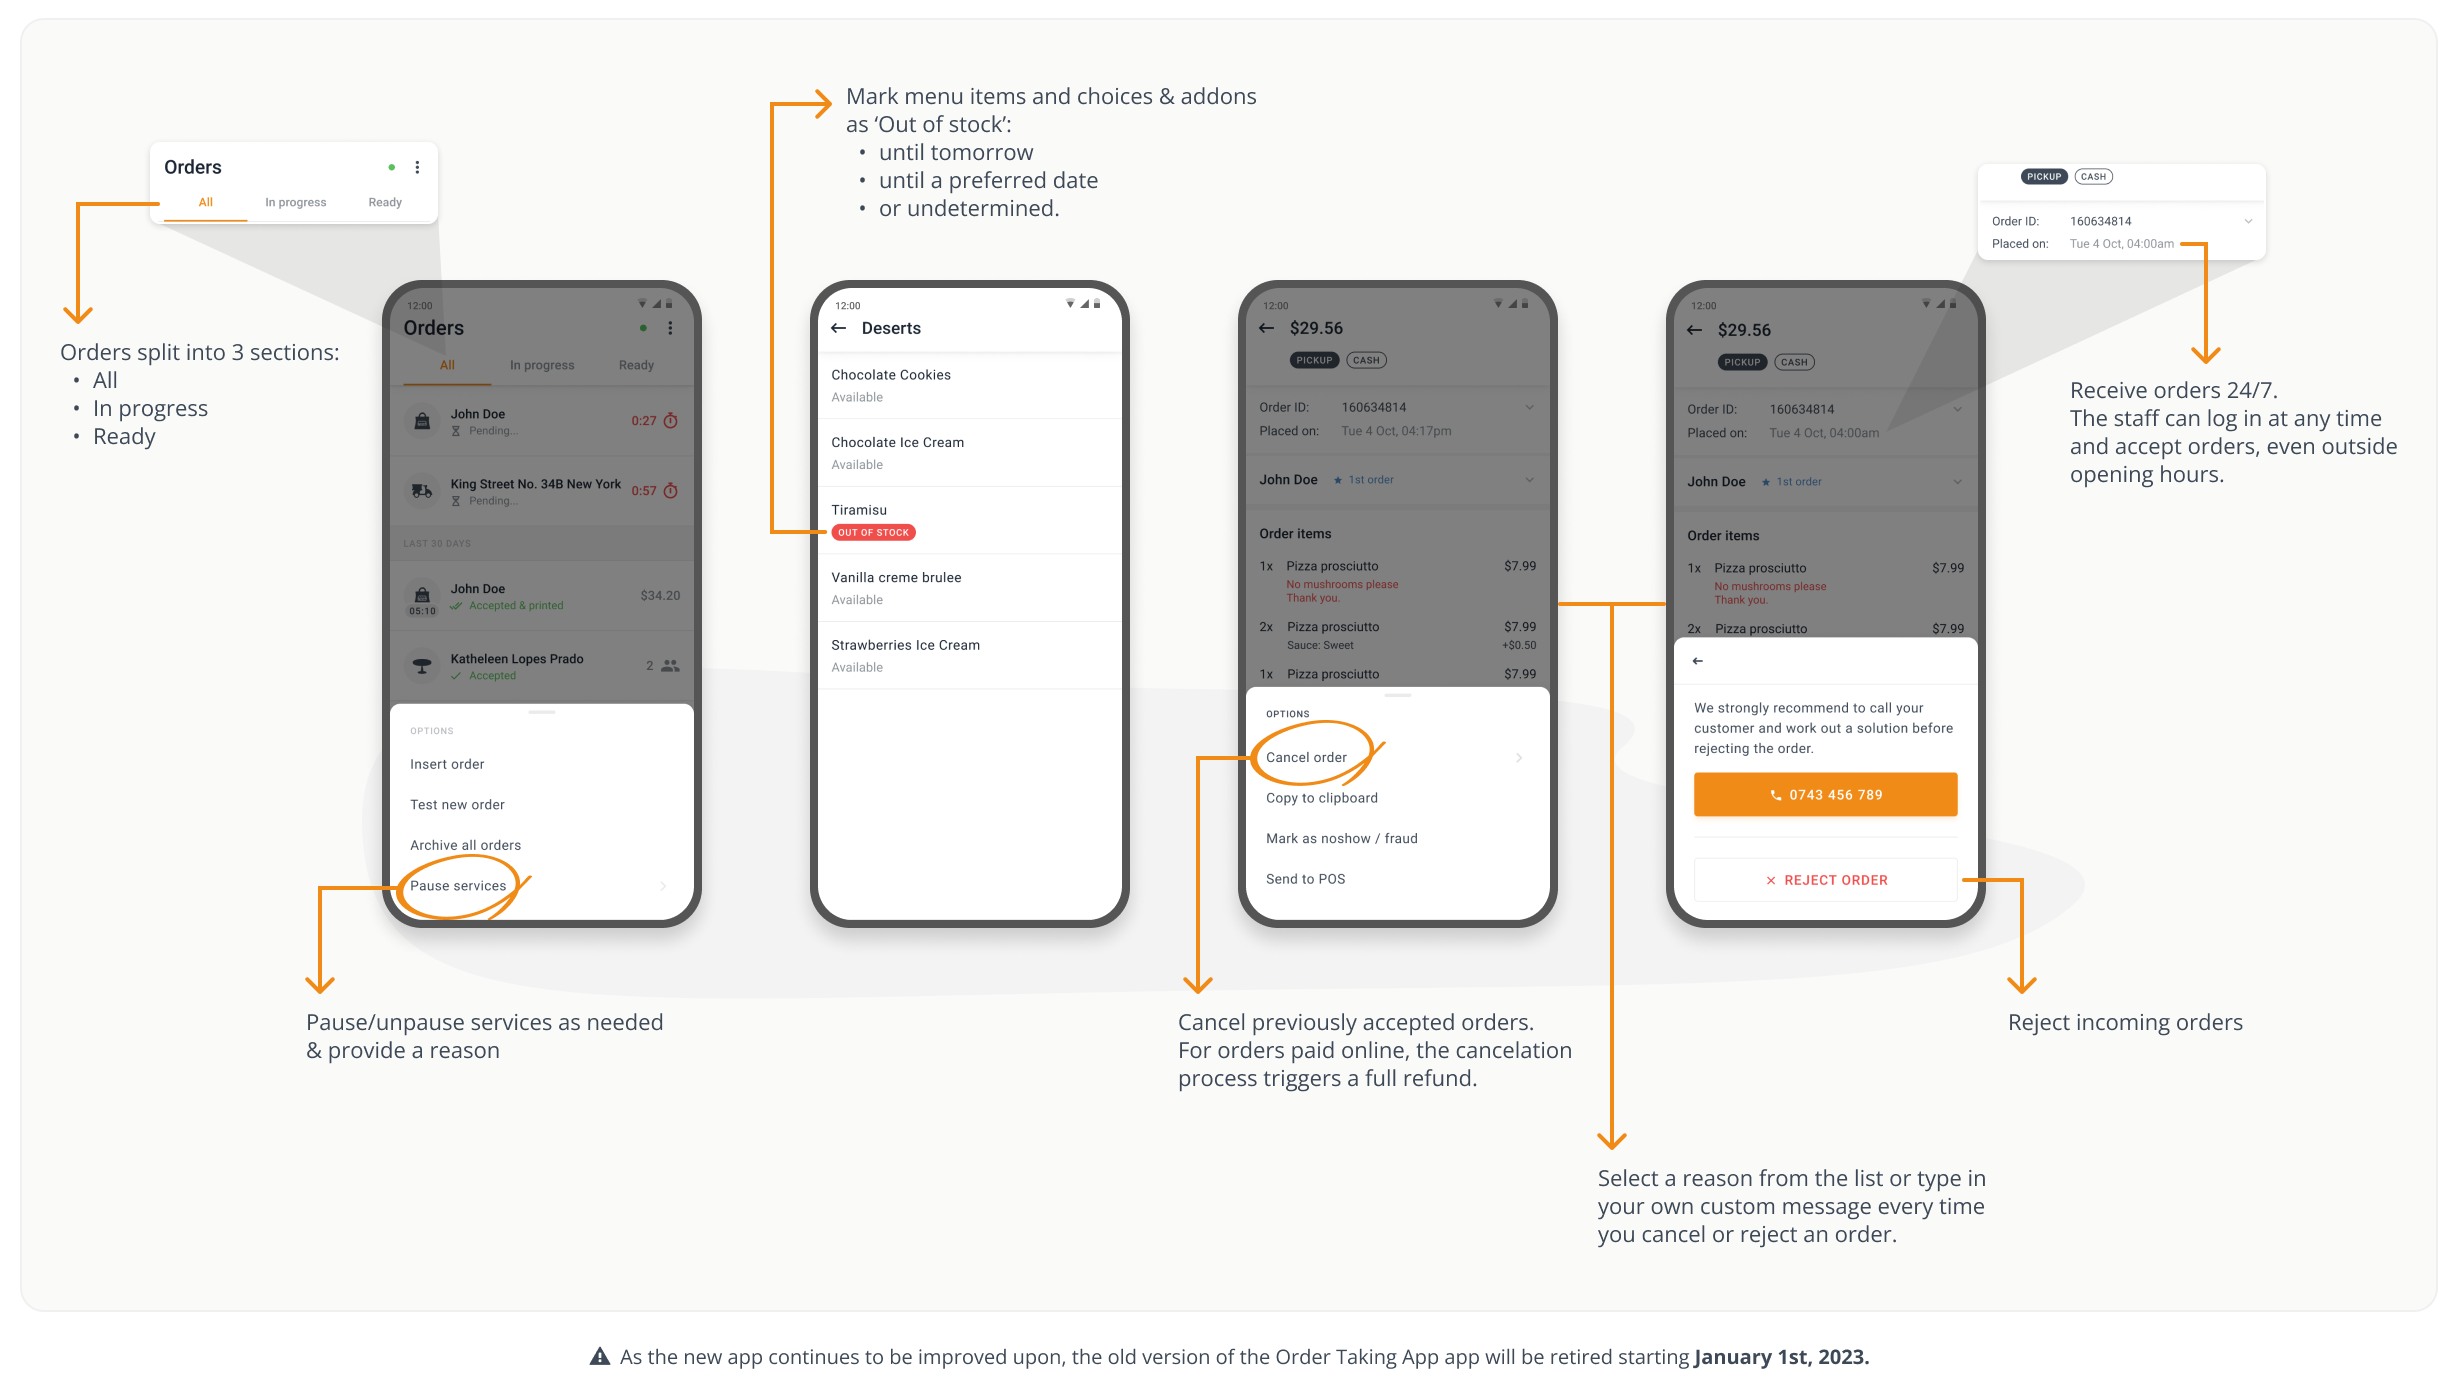 Mark menu items and choices & addons
as ‘Out of stock’:
• until tomorrow
• until a preferred date
• or undetermined.
Orders
All In progress Ready
Orders split into 3 sections:
• All
• In progress
• Ready
12:00
Orders
All In progress Ready
John Doe
Pending...
0:27
King Street No. 34B New York
Pending...
0:57
LAST 30 DAYS
John Doe
05:10
Accepted & printed
$34.20
Katheleen Lopes Prado
Accepted
2
OPTIONS
Insert order
Test new order
Archive all orders
Pause services
Pause/unpause services as needed
& provide a reason
12:00
Deserts
Chocolate Cookies
Available
Chocolate Ice Cream
Available
Tiramisu
OUT OF STOCK
Vanilla creme brulee
Available
Strawberries Ice Cream
Available
12:00
$29.56
PICKUP CASH
Order ID: 160634814
Placed on: Tue 4 Oct, 04:17pm
John Doe 1st order
Order items
1x Pizza prosciutto $7.99
No mushrooms please
Thank you.
2x Pizza prosciutto $7.99
Sauce: Sweet +$0.50
1x Pizza prosciutto $7.99
OPTIONS
Cancel order
Copy to clipboard
Mark as noshow / fraud
Send to POS
Cancel previously accepted orders.
For orders paid online, the cancelation
process triggers a full refund.
PICKUP CASH
Order ID: 160634814
Placed on: Tue 4 Oct, 04:00am
Receive orders 24/7.
The staff can log in at any time
and accept orders, even outside
opening hours.
12:00
$29.56
PICKUP CASH
Order ID: 160634814
Placed on: Tue 4 Oct, 04:00am
John Doe 1st order
Order items
1x Pizza prosciutto $7.99
No mushrooms please
Thank you.
2x Pizza prosciutto $7.99
We strongly recommend to call your
customer and work out a solution before
rejecting the order.
0743 456 789
REJECT ORDER
Reject incoming orders
Select a reason from the list or type in
your own custom message every time
you cancel or reject an order.
As the new app continues to be improved upon, the old version of the Order Taking App app will be retired starting January 1st, 2023.